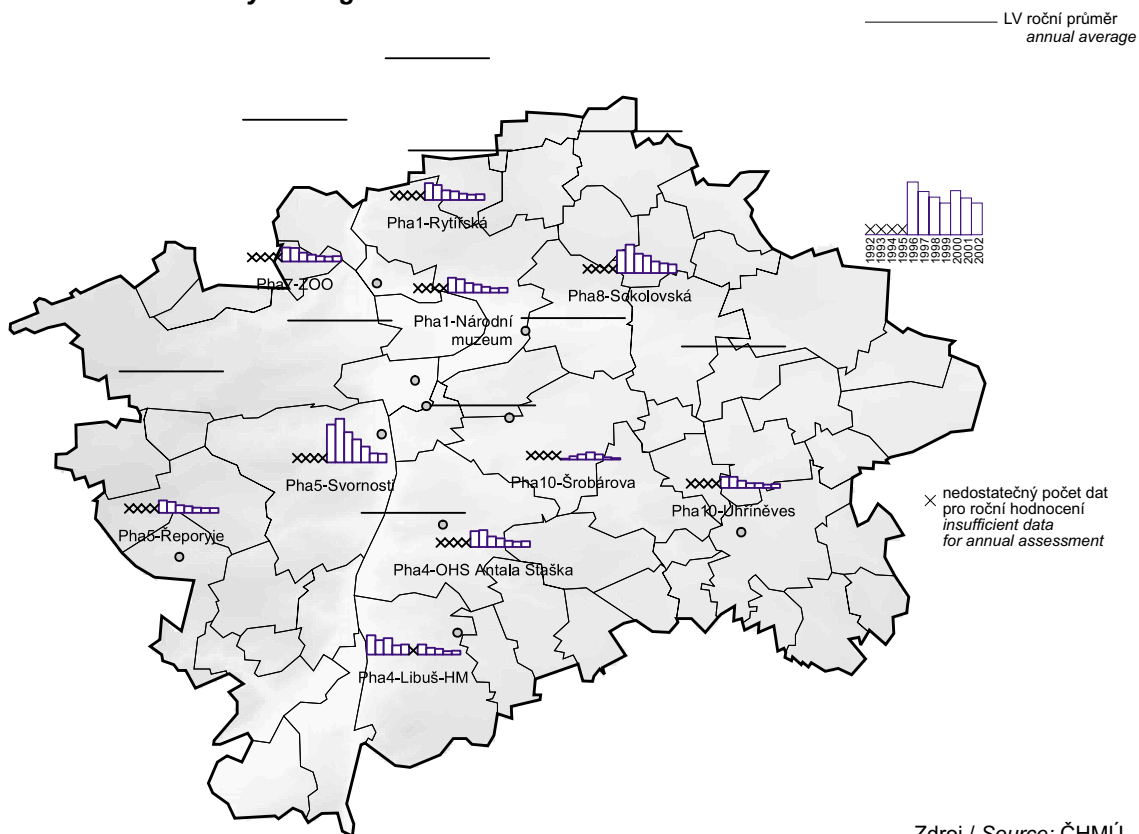 LV roční průměr
annual average
Pha1-Rytířská
Pha7-ZOO
Pha8-Sokolovská
Pha1-Národní
muzeum
1992
1993
1994
1995
1996
1997
1998
1999
2000
2001
2002
Pha5-Svornosti
Pha10-Šrobárova
Pha10-Uhříněves
Pha5-Řeporyje
Pha4-OHS Antala Staška
Pha4-Libuš-HM
nedostatečný počet dat
pro roční hodnocení
insufficient data
for annual assessment
Zdroj / Source: ČHMÚ